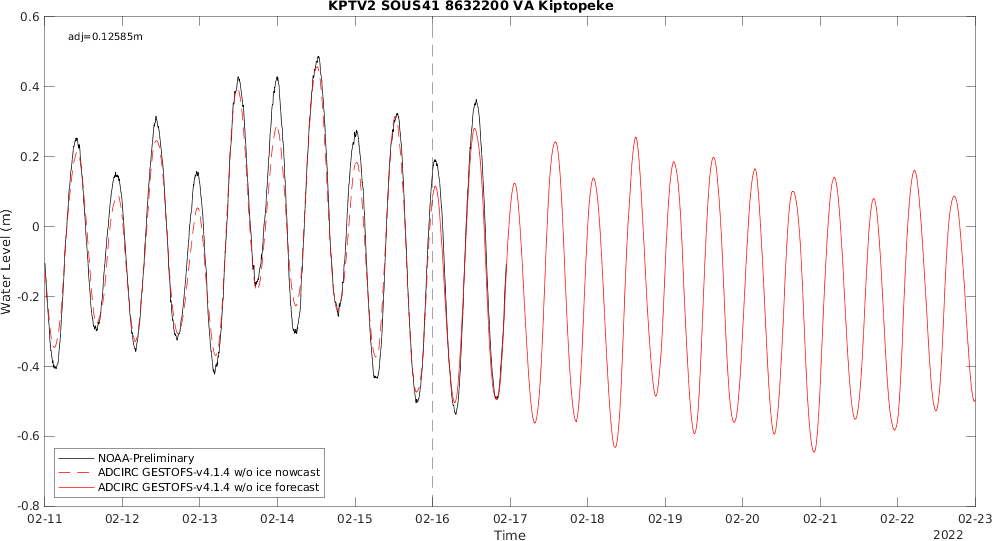 KPTV2 SOUS41 8632200 VA Kiptopeke
adj=0.12585m
0.6
0.4
0.2
0
-0.2
-0.4
-0.6
-0.8
Water Level (m)
NOAA-Preliminary
ADCIRC GESTOFS-v4.1.4 w/o ice nowcast
ADCIRC GESTOFS-v4.1.4 w/o ice forecast
02-11 02-12 02-13 02-14 02-15 02-16 02-17 02-18 02-19 02-20 02-21 02-22 02-23
Time
2022